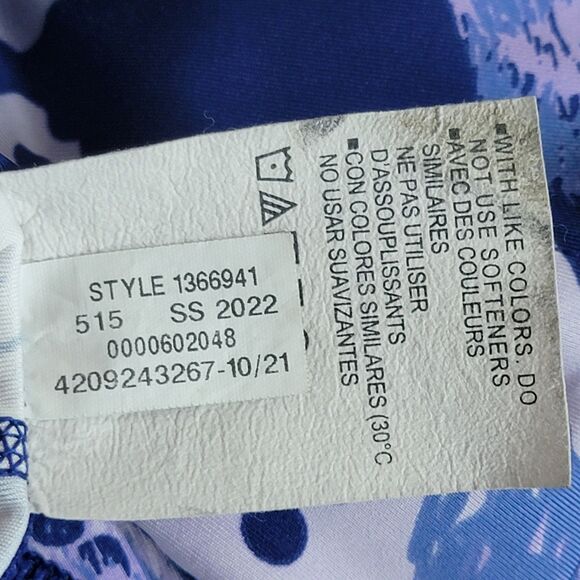 STYLE 1366941
515 SS 2022
0000602048
4209243267-10/21
▪WITH LIKE COLORS, DO
NOT USE SOFTENERS
▪AVEC DES COULEURS
SIMILAIRES
NE PAS UTILISER
D'ASSOUPLISSANTS
▪CON COLORES SIMILARES (30°C
NO USAR SUAVIZANTES